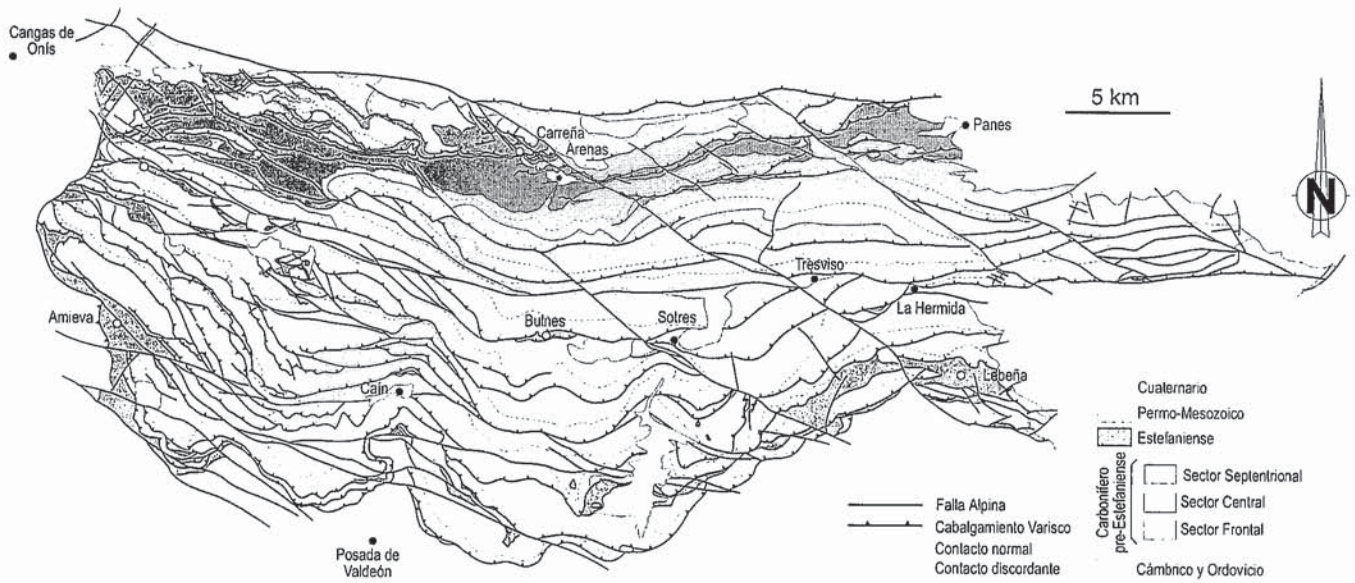 Cangas de
Onís
5 km
Panes
Carreña
Arenas
N
Tresviso
La Hermida
Amieva
Bulnes
Sotres
Lebeña
Caín
Posada de
Valdeón
Cuaternario
Permo-Mesozoico
Estefaniense
Carbonífero
pre-Estefaniense
Sector Septentrional
Sector Central
Sector Frontal
Cámbrico y Ordovicio
Falla Alpina
Cabalgamiento Varisco
Contacto normal
Contacto discordante